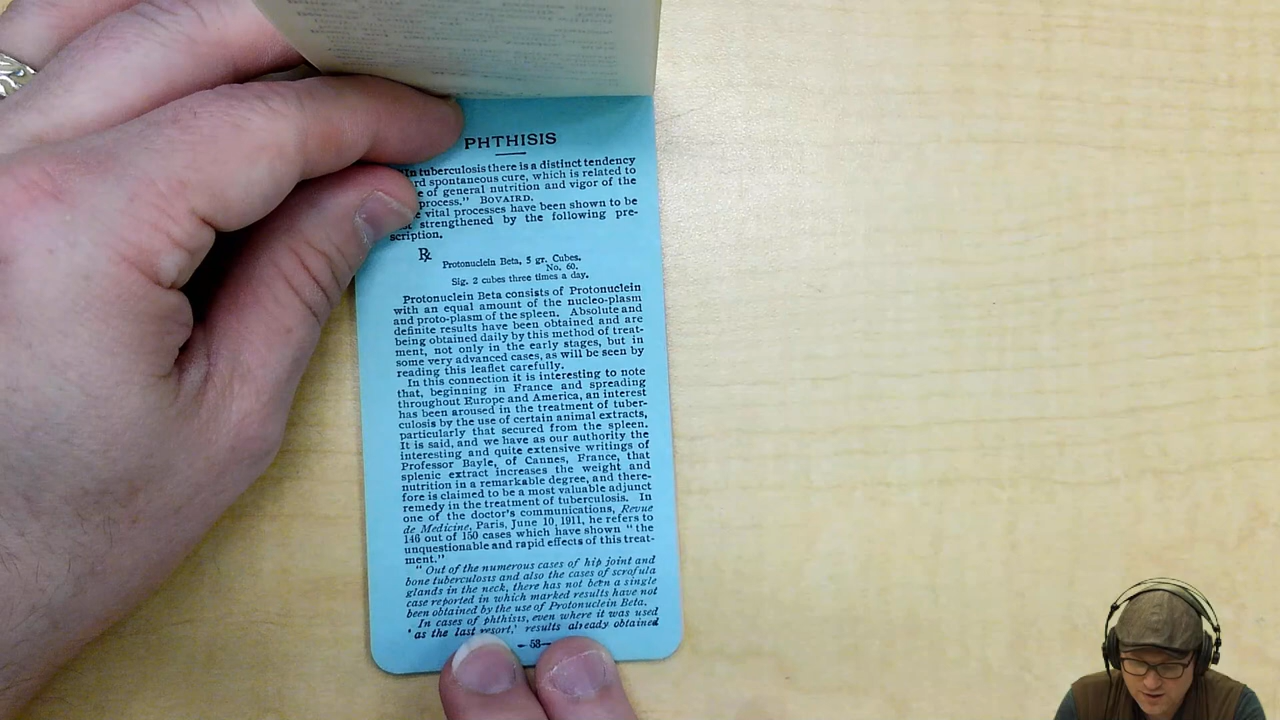 PHTHISIS
"In tuberculosis there is a distinct tendency
rd spontaneous cure, which is related to
e of general nutrition and vigor of the
process." BOVAIRD.
e vital processes have been shown to be
st strengthened by the following pre-
scription.
℞
Protonuclein Beta, 5 gr. Cubes.
No. 60.
Sig. 2 cubes three times a day.
Protonuclein Beta consists of Protonuclein
with an equal amount of the nucleo-plasm
and proto-plasm of the spleen. Absolute and
definite results have been obtained and are
being obtained daily by this method of treat-
ment, not only in the early stages, but in
some very advanced cases, as will be seen by
reading this leaflet carefully.
In this connection it is interesting to note
that, beginning in France and spreading
throughout Europe and America, an interest
has been aroused in the treatment of tuber-
culosis by the use of certain animal extracts,
particularly that secured from the spleen.
It is said, and we have as our authority the
interesting and quite extensive writings of
Professor Bayle, of Cannes, France, that
splenic extract increases the weight and
nutrition in a remarkable degree, and there-
fore is claimed to be a most valuable adjunct
remedy in the treatment of tuberculosis. In
one of the doctor's communications, Revue
de Medicine, Paris, June 10, 1911, he refers to
146 out of 150 cases which have shown "the
unquestionable and rapid effects of this treat-
ment."
"Out of the numerous cases of hip joint and
bone tuberculosis and also the cases of scrofula
glands in the neck, there has not been a single
case reported in which marked results have not
been obtained by the use of Protonuclein Beta.
In cases of phthisis, even where it was used
'as the last resort,' results already obtained
—53—